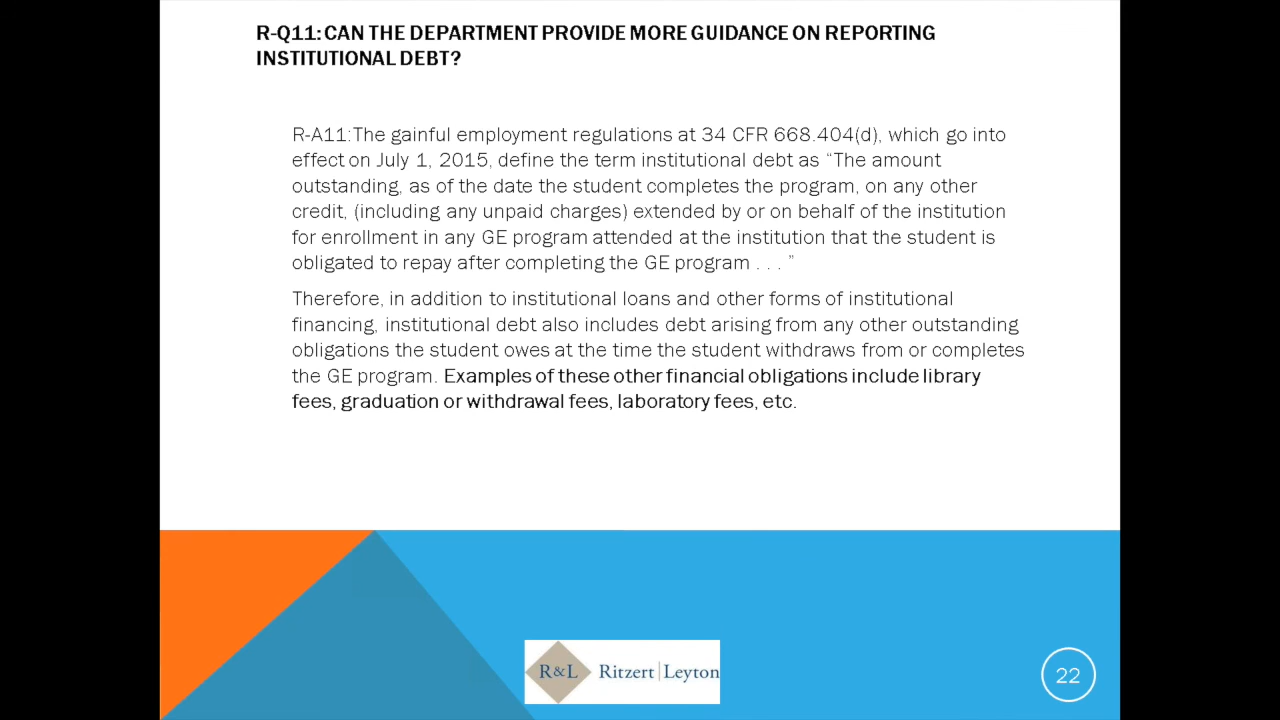 R-Q11: CAN THE DEPARTMENT PROVIDE MORE GUIDANCE ON REPORTING
INSTITUTIONAL DEBT?
R-A11:The gainful employment regulations at 34 CFR 668.404(d), which go into
effect on July 1, 2015, define the term institutional debt as “The amount
outstanding, as of the date the student completes the program, on any other
credit, (including any unpaid charges) extended by or on behalf of the institution
for enrollment in any GE program attended at the institution that the student is
obligated to repay after completing the GE program . . . ”
Therefore, in addition to institutional loans and other forms of institutional
financing, institutional debt also includes debt arising from any other outstanding
obligations the student owes at the time the student withdraws from or completes
the GE program. Examples of these other financial obligations include library
fees, graduation or withdrawal fees, laboratory fees, etc.
R&L Ritzert|Leyton
22